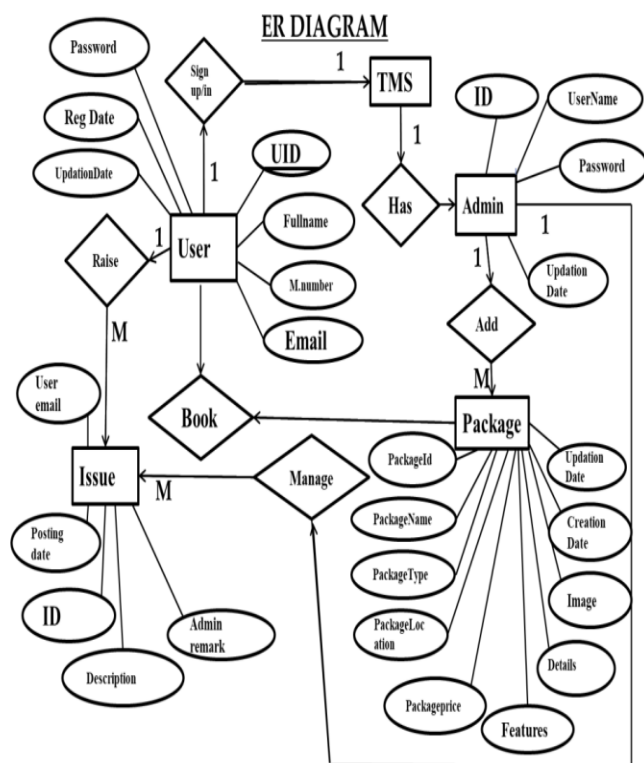 ER DIAGRAM
Password
Sign
up/in
1
TMS
ID
UserName
Reg Date
1
Password
UpdationDate
1
UID
Has
Admin
1
User
Fullname
1
Raise
1
Updation
Date
M.number
Add
M
Email
User
email
M
Book
Package
Issue
M
Manage
PackageId
Updation
Date
Posting
date
PackageName
Creation
Date
PackageType
Image
ID
Admin
remark
PackageLoc
ation
Description
Details
Packageprice
Features